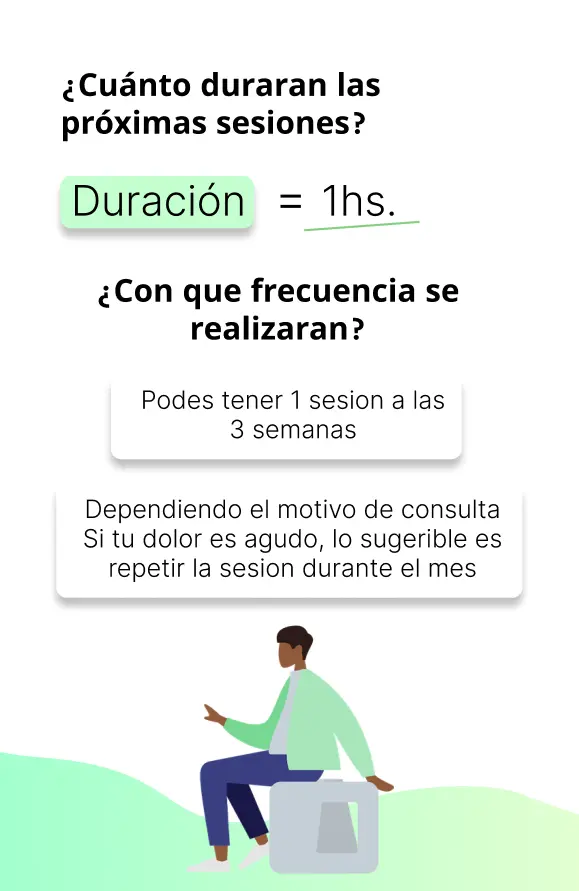 ¿Cuánto duraran las
próximas sesiones?
Duración = 1hs.
¿Con que frecuencia se
realizaran?
Podes tener 1 sesion a las
3 semanas
Dependiendo el motivo de consulta
Si tu dolor es agudo, lo sugerible es
repetir la sesion durante el mes